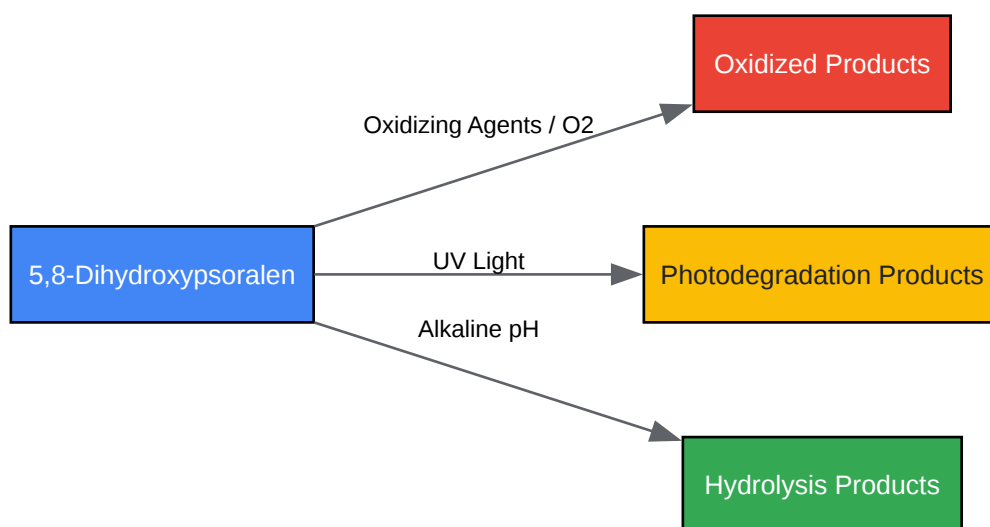 Oxidized Products
Oxidizing Agents / O2
5,8-Dihydroxypsoralen
UV Light
Photodegradation Products
Alkaline pH
Hydrolysis Products